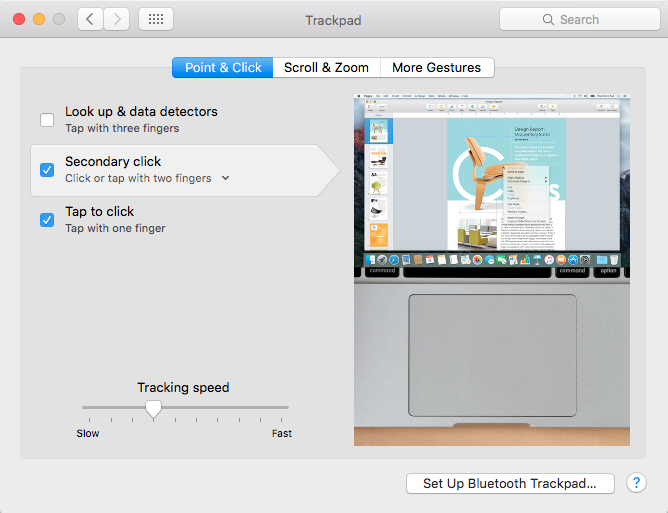 Trackpad
Search
Point & Click
Scroll & Zoom
More Gestures
Look up & data detectors
Tap with three fingers
Secondary click
Click or tap with two fingers
Tap to click
Tap with one finger
Tracking speed
Slow
Fast
Design Report:
command
command
option
Set Up Bluetooth Trackpad...
?